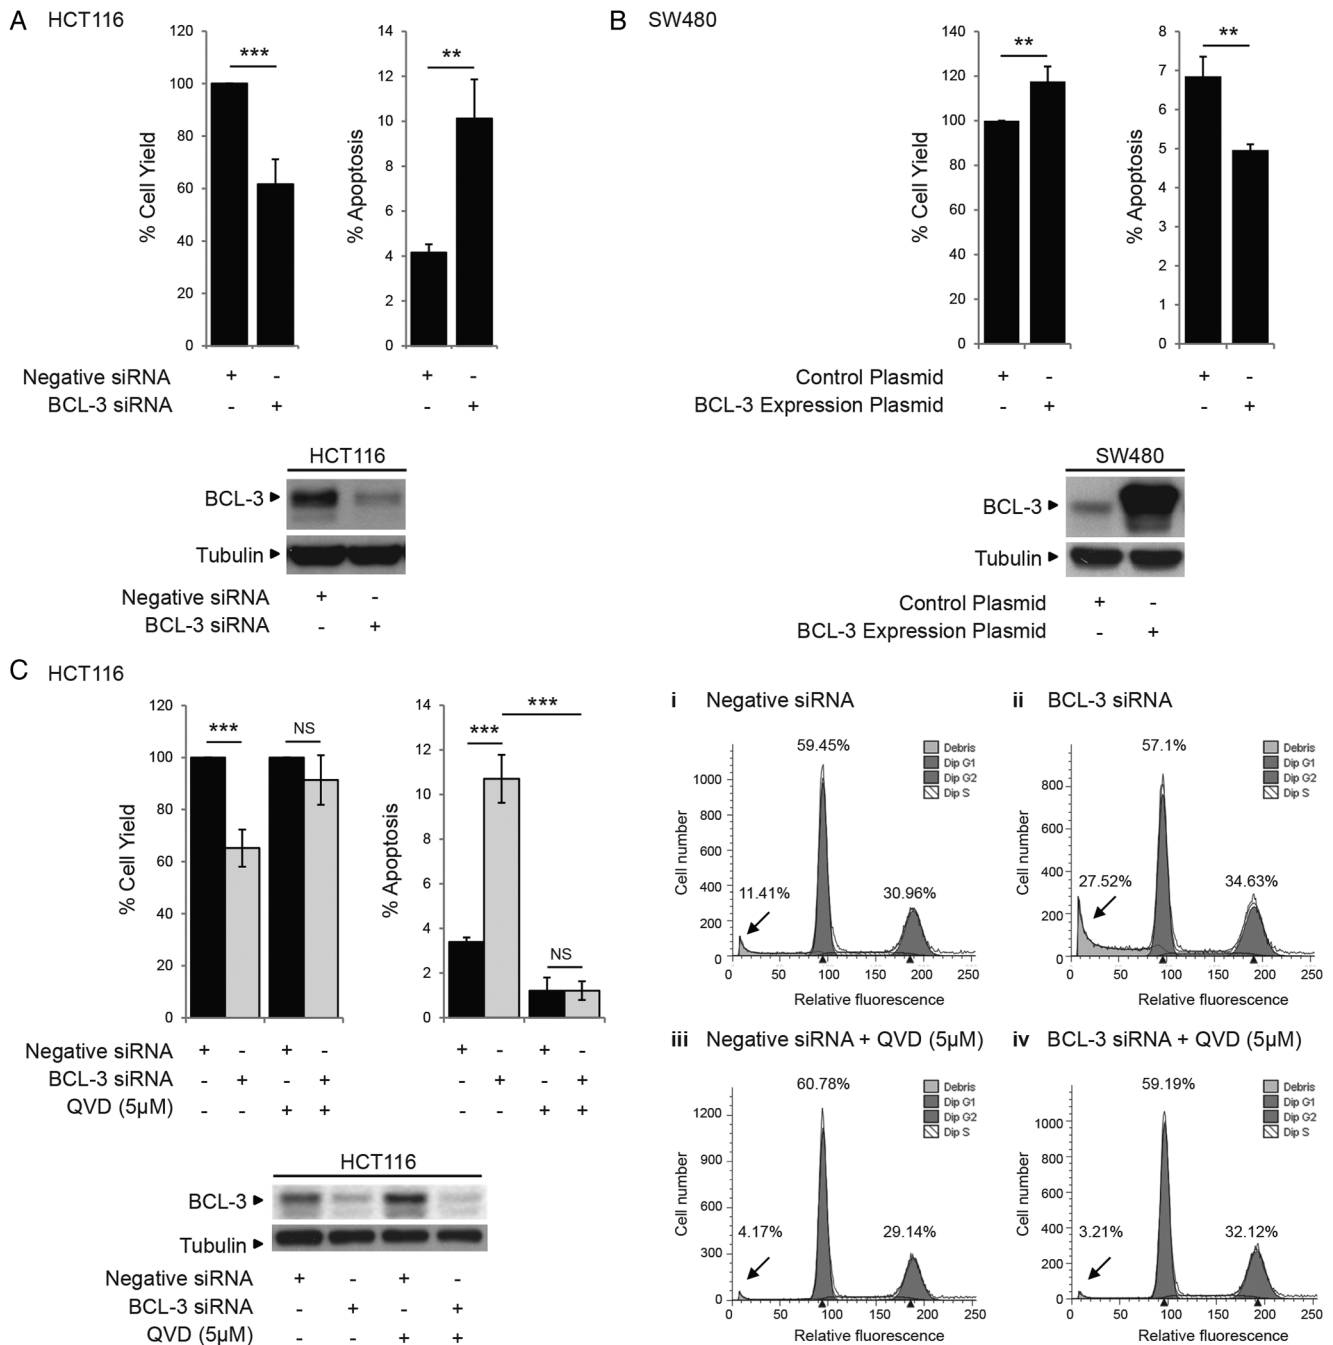 A HCT116
120
100
80
60
40
20
0
% Cell Yield
***
14
12
10
8
6
4
2
0
% Apoptosis
**
Negative siRNA + - + -
BCL-3 siRNA - + - +
HCT116
BCL-3
Tubulin
Negative siRNA + -
BCL-3 siRNA - +
B SW480
140
120
100
80
60
40
20
0
% Cell Yield
**
8
7
6
5
4
3
2
1
0
% Apoptosis
**
Control Plasmid + - + -
BCL-3 Expression Plasmid - + - +
SW480
BCL-3
Tubulin
Control Plasmid + -
BCL-3 Expression Plasmid - +
C HCT116
120
100
80
60
40
20
0
% Cell Yield
***
NS
14
12
10
8
6
4
2
0
% Apoptosis
***
***
NS
Negative siRNA + - + - + - + -
BCL-3 siRNA - + - + - + - +
QVD (5µM) - - + + - - + +
HCT116
BCL-3
Tubulin
Negative siRNA + - + -
BCL-3 siRNA - + - +
QVD (5µM) - - + +
i Negative siRNA
59.45%
11.41%
30.96%
Debris
Dip G1
Dip G2
Dip S
1000
800
600
400
200
0
Cell number
0 50 100 150 200 250
Relative fluorescence
ii BCL-3 siRNA
57.1%
27.52%
34.63%
Debris
Dip G1
Dip G2
Dip S
800
600
400
200
0
Cell number
0 50 100 150 200 250
Relative fluorescence
iii Negative siRNA + QVD (5µM)
60.78%
4.17%
29.14%
Debris
Dip G1
Dip G2
Dip S
1200
900
600
300
0
Cell number
0 50 100 150 200 250
Relative fluorescence
iv BCL-3 siRNA + QVD (5µM)
59.19%
3.21%
32.12%
Debris
Dip G1
Dip G2
Dip S
1000
800
600
400
200
0
Cell number
0 50 100 150 200 250
Relative fluorescence